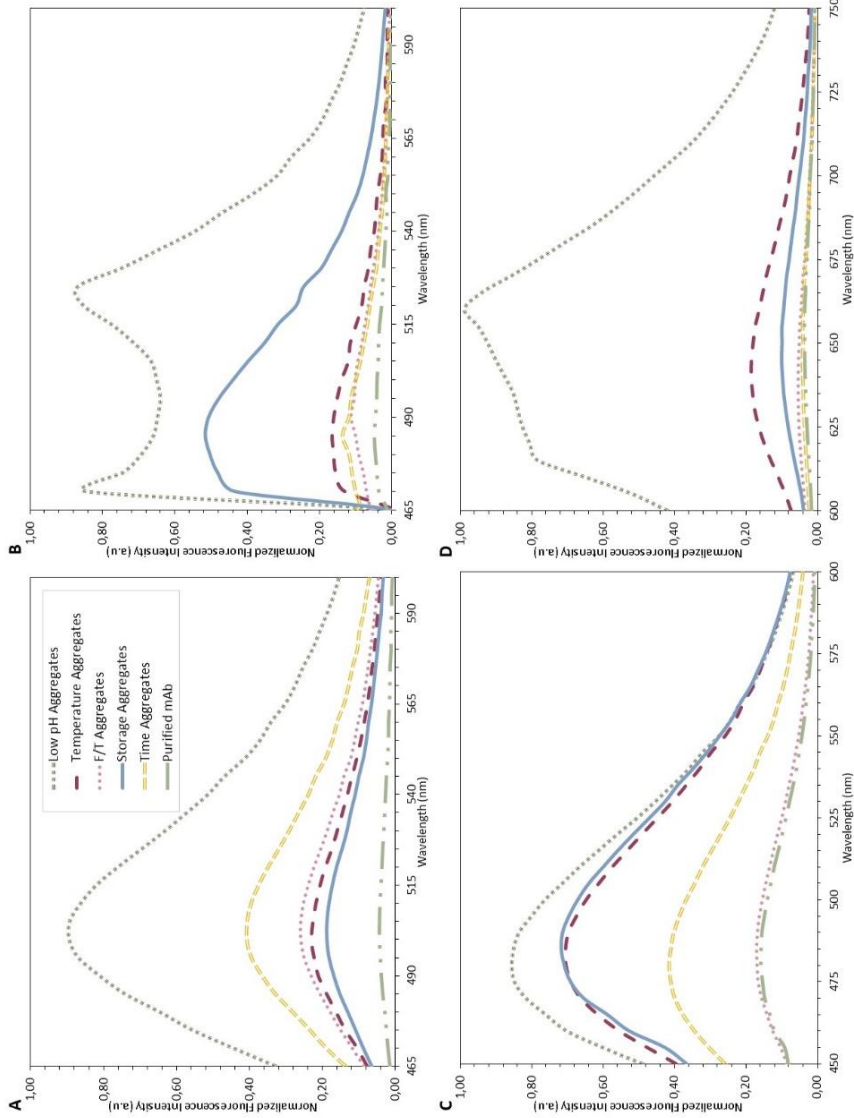 A
Normalized Fluorescence Intensity (a.u)
1,00
0,80
0,60
0,40
0,20
0,00
465
490
515
540
565
590
Wavelength (nm)
Low pH Aggregates
Temperature Aggregates
F/T Aggregates
Storage Aggregates
Time Aggregates
Purified mAb
B
Normalized Fluorescence Intensity (a.u)
1,00
0,80
0,60
0,40
0,20
0,00
465
490
515
540
565
590
Wavelength (nm)
C
Normalized Fluorescence Intensity (a.u)
1,00
0,80
0,60
0,40
0,20
0,00
450
475
500
525
550
575
600
Wavelength (nm)
D
Normalized Fluorescence Intensity (a.u)
1,00
0,80
0,60
0,40
0,20
0,00
600
625
650
675
700
725
750
Wavelength (nm)